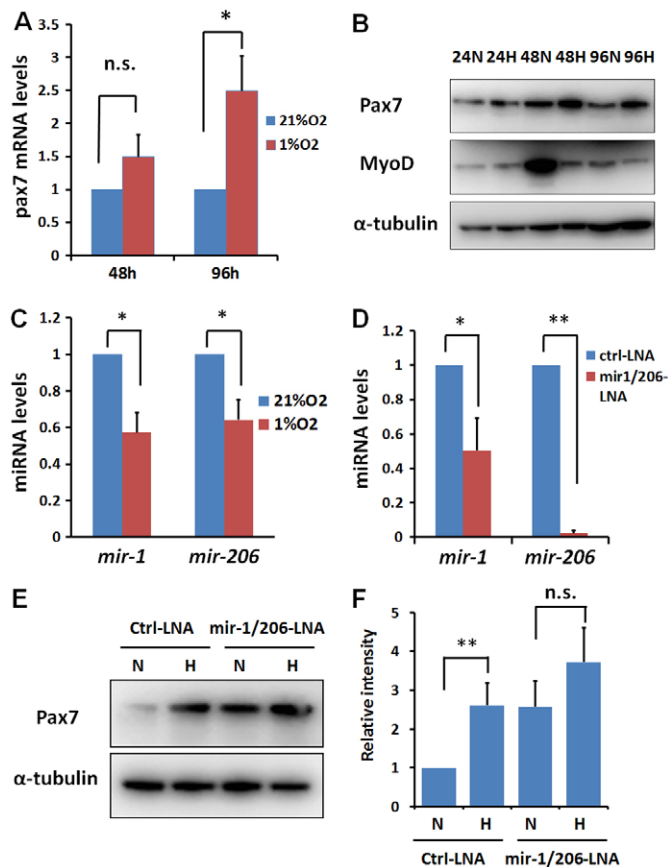 A
pax7 mRNA levels
3.5
3
2.5
2
1.5
1
0.5
0
n.s.
*
21%O2
1%O2
48h
96h
B
24N 24H 48N 48H 96N 96H
Pax7
MyoD
α-tubulin
C
miRNA levels
1.2
1
0.8
0.6
0.4
0.2
0
*
*
21%O2
1%O2
mir-1
mir-206
D
miRNA levels
1.2
1
0.8
0.6
0.4
0.2
0
*
**
ctrl-LNA
mir1/206-
LNA
mir-1
mir-206
E
Ctrl-LNA mir-1/206-LNA
N H N H
Pax7
α-tubulin
F
Relative intensity
5
4
3
2
1
0
**
n.s.
N H N H
Ctrl-LNA mir-1/206-LNA